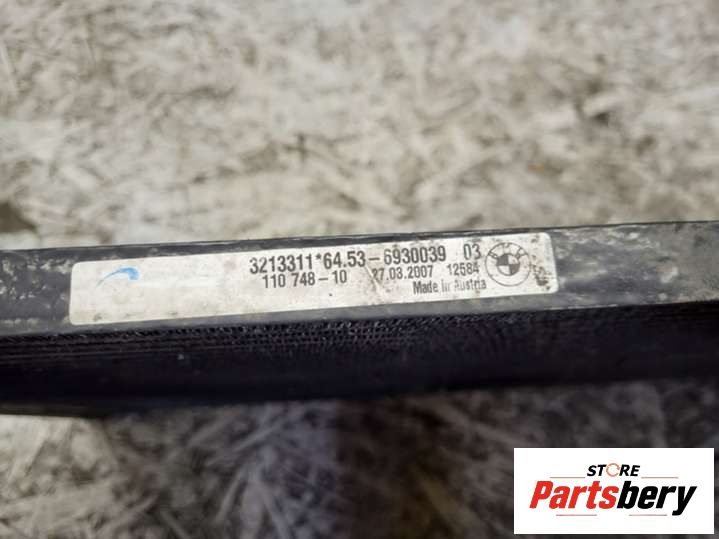 3213311*64.53-6930039 03
110 748-10 27.03.2007 12584
Made in Austria
STORE
Partsbery